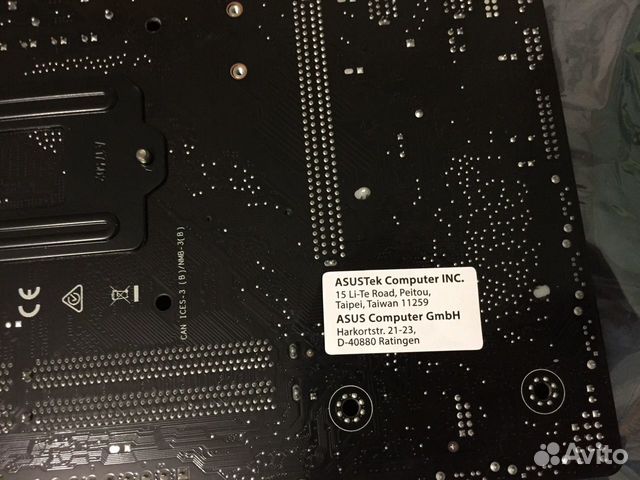 ASUSTek Computer INC.
15 Li-Te Road, Peitou,
Taipei, Taiwan 11259
ASUS Computer GmbH
Harkortstr. 21-23,
D-40880 Ratingen
CAN ICES-3 (B)/NMB-3(B)
CE
Avito